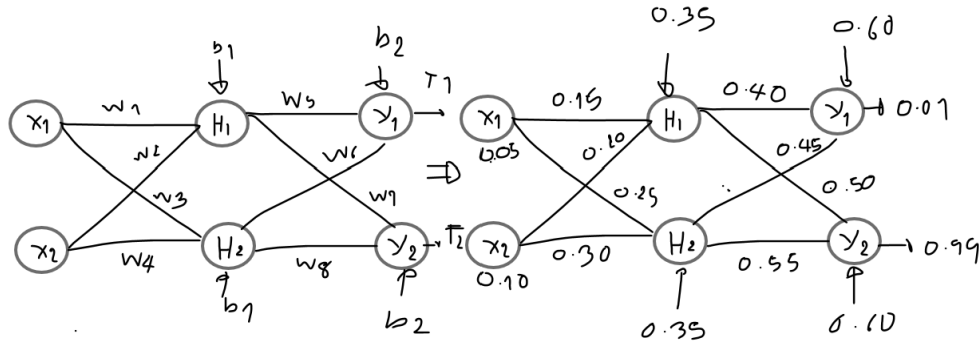 b1 b2 0.35 0.60
w1 w5 T1 0.15 0.40
x1 H1 y1 x1 H1 y1 0.01
0.05
w2 w6 0.20 0.45
w3 w7 ⇒ 0.25 0.50
x2 H2 y2 T2 x2 H2 y2 0.99
w4 w8 0.30 0.55
0.10
b1 b2 0.35 0.60